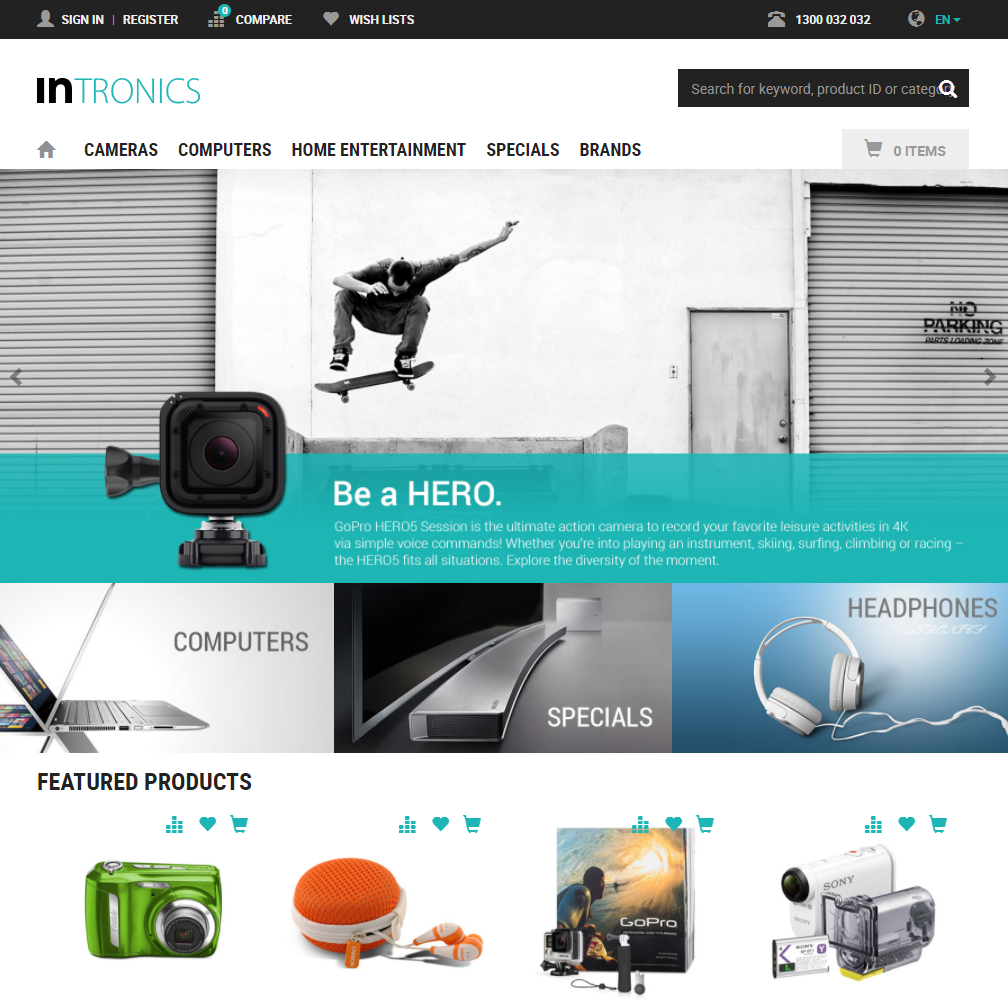 SIGN IN | REGISTER
0
COMPARE
WISH LISTS
1300 032 032
EN
INTRONICS
Search for keyword, product ID or category
CAMERAS
COMPUTERS
HOME ENTERTAINMENT
SPECIALS
BRANDS
0 ITEMS
NO
PARKING
PARTS LOADING ZONE
Be a HERO.
GoPro HERO5 Session is the ultimate action camera to record your favorite leisure activities in 4K
via simple voice commands! Whether you're into playing an instrument, skiing, surfing, climbing or racing –
the HERO5 fits all situations. Explore the diversity of the moment.
COMPUTERS
SPECIALS
HEADPHONES
FEATURED PRODUCTS
GoPro
SONY
SONY
SONY